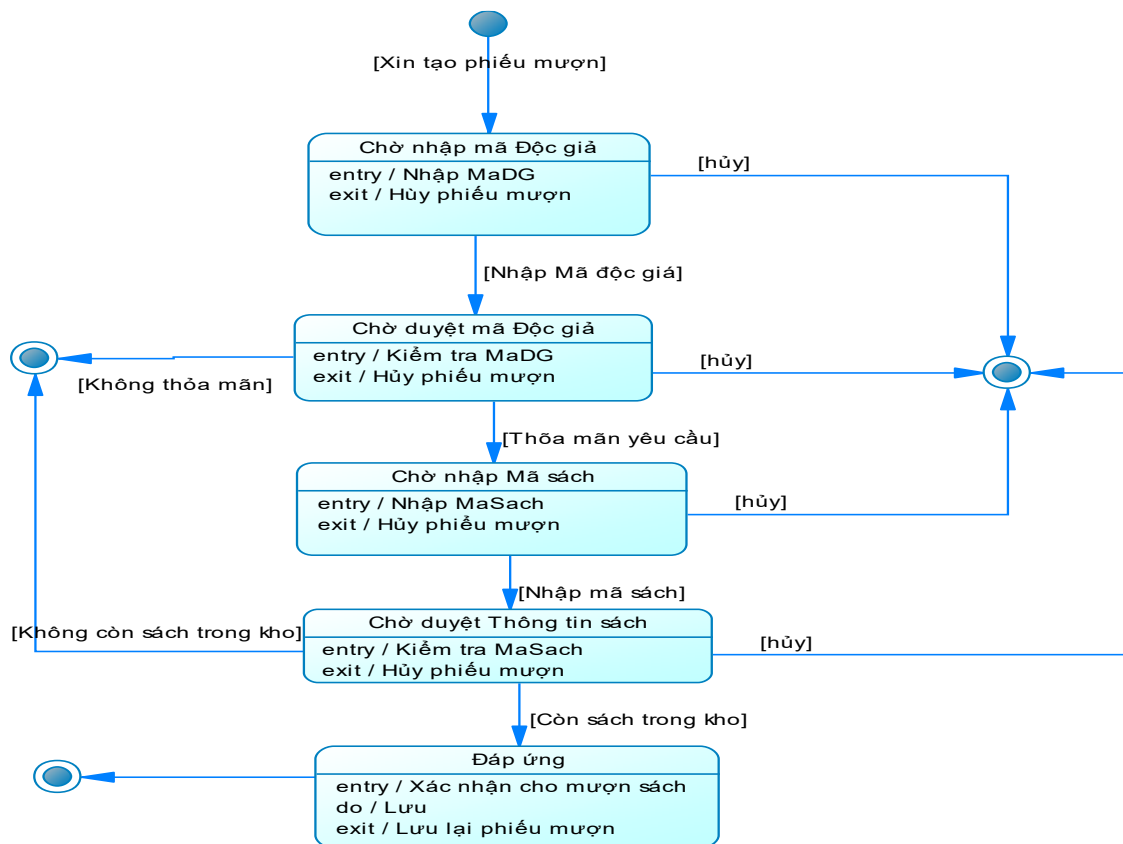 [Xin tạo phiếu mượn]
Chờ nhập mã Độc giả
entry / Nhập MaDG
exit / Hùy phiếu mượn
[hủy]
[Nhập Mã độc giá]
Chờ duyệt mã Độc giả
entry / Kiểm tra MaDG
exit / Hủy phiếu mượn
[hủy]
[Không thỏa mãn]
[Thõa mãn yêu cầu]
Chờ nhập Mã sách
entry / Nhập MaSach
exit / Hủy phiểu mượn
[hủy]
[Nhập mã sách]
Chờ duyệt Thông tin sách
entry / Kiểm tra MaSach
exit / Hủy phiếu mượn
[Không còn sách trong kho]
[hủy]
[Còn sách trong kho]
Đáp ứng
entry / Xác nhận cho mượn sách
do / Lưu
exit / Lưu lại phiếu mượn